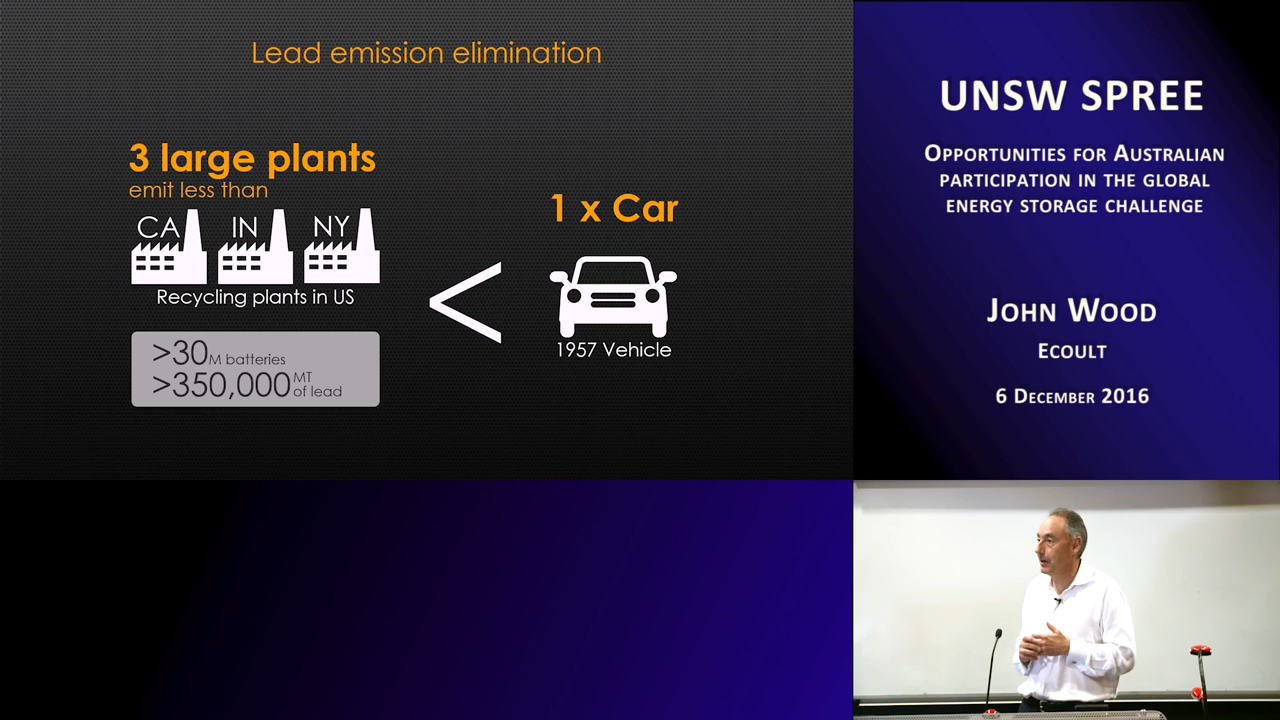 Lead emission elimination
3 large plants
emit less than
CA IN NY
Recycling plants in US
>30M batteries
>350,000 MT of lead
<
1 x Car
1957 Vehicle
UNSW SPREE
Opportunities for Australian
participation in the global
energy storage challenge
John Wood
Ecoult
6 December 2016